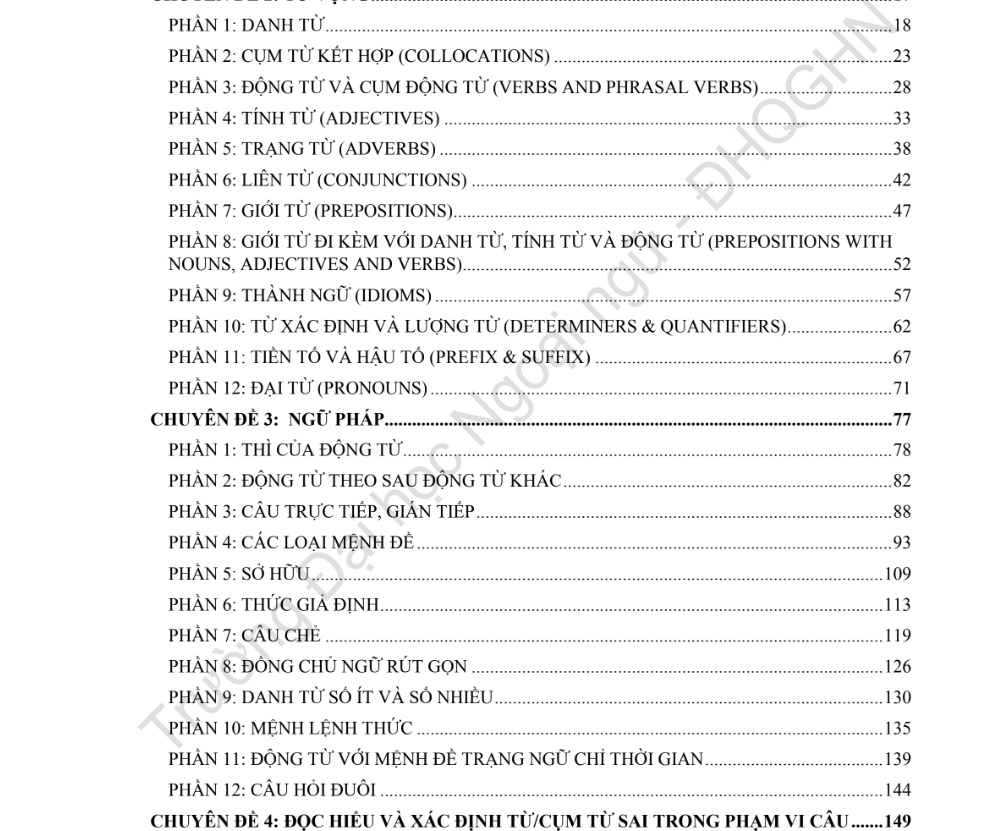 PHẦN 1: DANH TỪ..........18
PHẦN 2: CỤM TỪ KẾT HỢP (COLLOCATIONS)..........23
PHẦN 3: ĐỘNG TỪ VÀ CỤM ĐỘNG TỪ (VERBS AND PHRASAL VERBS)..........28
PHẦN 4: TÍNH TỪ (ADJECTIVES)..........33
PHẦN 5: TRẠNG TỪ (ADVERBS)..........38
PHẦN 6: LIÊN TỪ (CONJUNCTIONS)..........42
PHẦN 7: GIỚI TỪ (PREPOSITIONS)..........47
PHẦN 8: GIỚI TỪ ĐI KÈM VỚI DANH TỪ, TÍNH TỪ VÀ ĐỘNG TỪ (PREPOSITIONS WITH
NOUNS, ADJECTIVES AND VERBS)..........52
PHẦN 9: THÀNH NGỮ (IDIOMS)..........57
PHẦN 10: TỪ XÁC ĐỊNH VÀ LƯỢNG TỪ (DETERMINERS & QUANTIFIERS)..........62
PHẦN 11: TIỀN TỐ VÀ HẬU TỐ (PREFIX & SUFFIX)..........67
PHẦN 12: ĐẠI TỪ (PRONOUNS)..........71
CHUYÊN ĐỀ 3: NGỮ PHÁP..........77
PHẦN 1: THÌ CỦA ĐỘNG TỪ..........78
PHẦN 2: ĐỘNG TỪ THEO SAU ĐỘNG TỪ KHÁC..........82
PHẦN 3: CÂU TRỰC TIẾP, GIÁN TIẾP..........88
PHẦN 4: CÁC LOẠI MỆNH ĐỀ..........93
PHẦN 5: SỞ HỮU..........109
PHẦN 6: THỨC GIẢ ĐỊNH..........113
PHẦN 7: CÂU CHẺ..........119
PHẦN 8: ĐỒNG CHỦ NGỮ RÚT GỌN..........126
PHẦN 9: DANH TỪ SỐ ÍT VÀ SỐ NHIỀU..........130
PHẦN 10: MỆNH LỆNH THỨC..........135
PHẦN 11: ĐỘNG TỪ VỚI MỆNH ĐỀ TRẠNG NGỮ CHỈ THỜI GIAN..........139
PHẦN 12: CÂU HỎI ĐUÔI..........144
CHUYÊN ĐỀ 4: ĐỌC HIỂU VÀ XÁC ĐỊNH TỪ/CỤM TỪ SAI TRONG PHẠM VI CÂU..........149
Trường Đại học Ngoại ngữ - ĐHQGHN